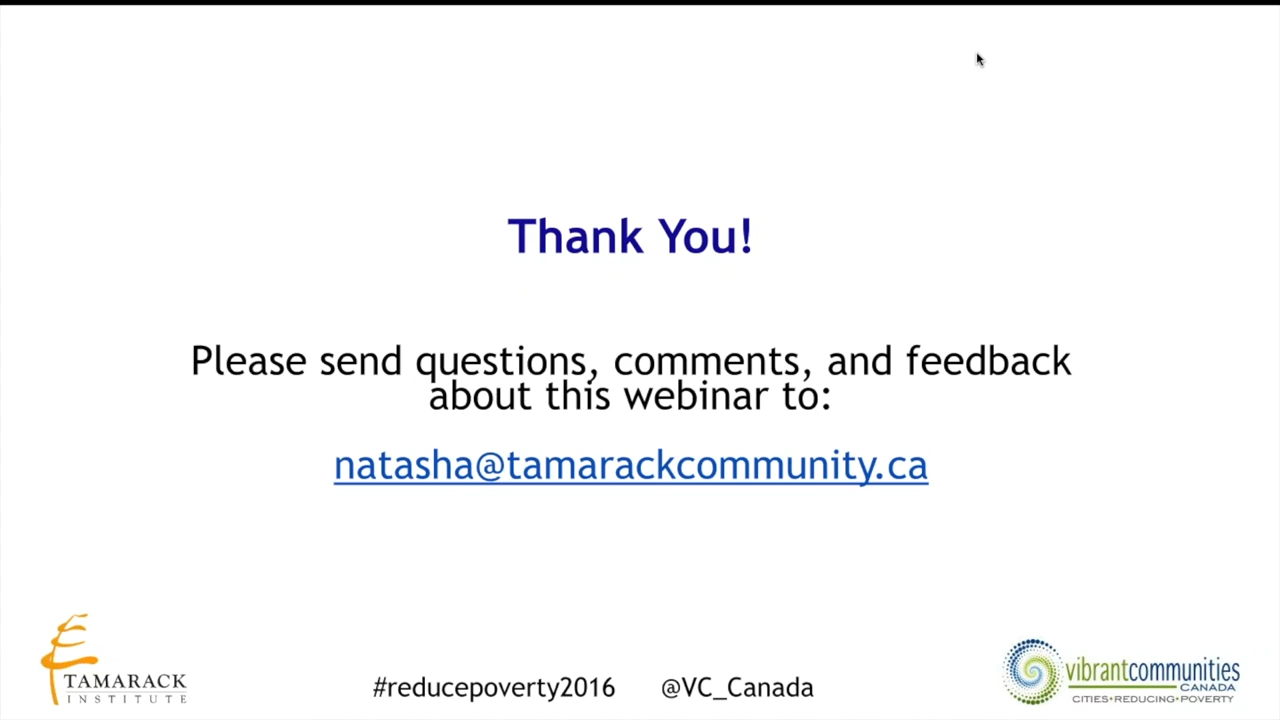 Thank You!
Please send questions, comments, and feedback
about this webinar to:
natasha@tamarackcommunity.ca
TAMARACK
INSTITUTE
#reducepoverty2016 @VC_Canada
vibrantcommunities
CANADA
CITIES•REDUCING•POVERTY